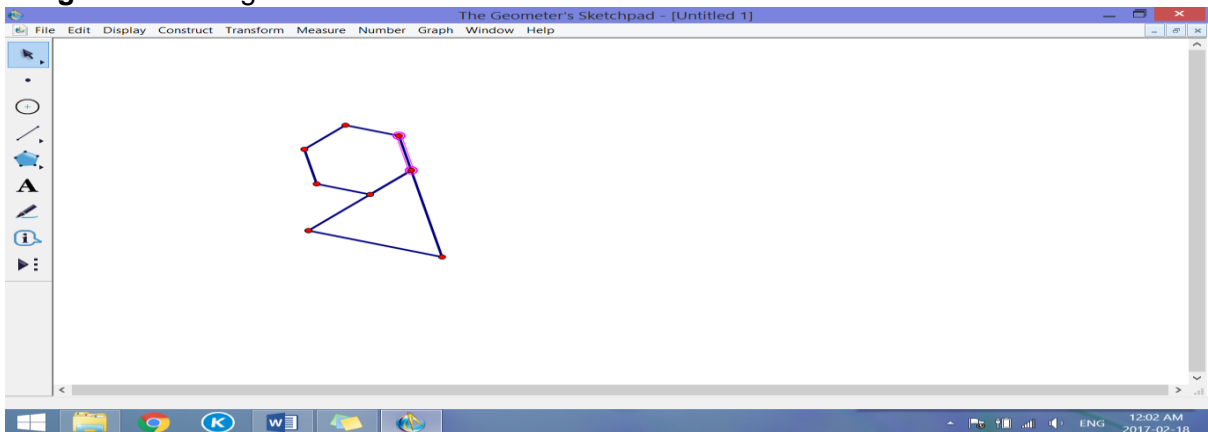 The Geometer's Sketchpad - [Untitled 1]
File Edit Display Construct Transform Measure Number Graph Window Help
A
i
K
W
ENG
12:02 AM
2017-02-18